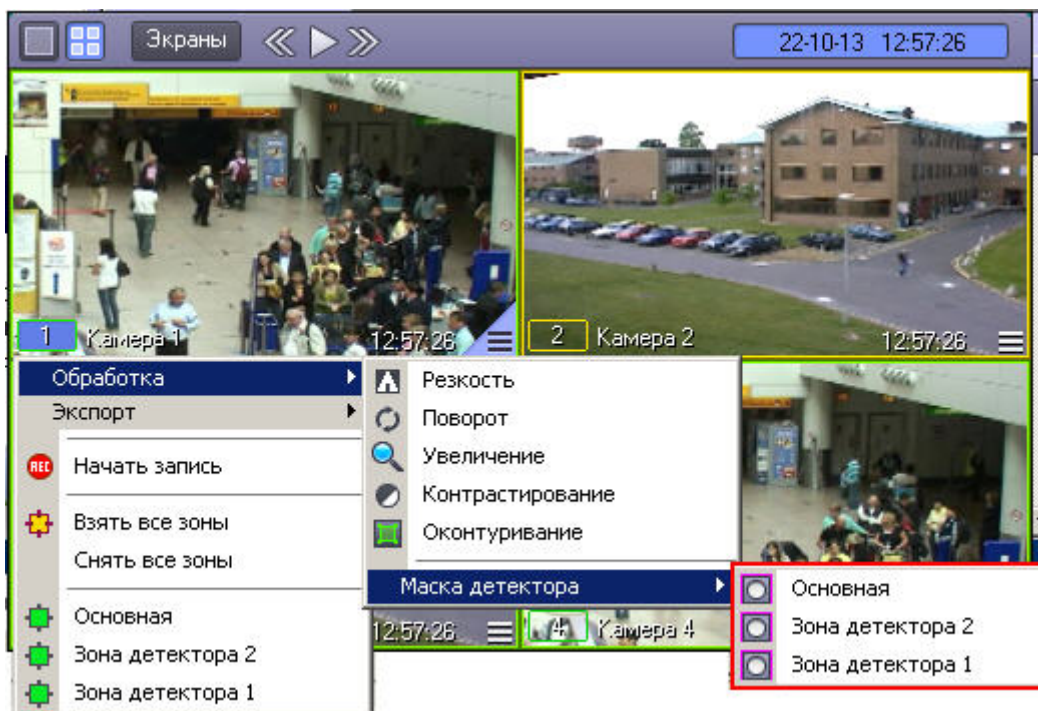 Экраны
22-10-13 12:57:26
1 Камера 1 12:57:26
2 Камера 2 12:57:26
Обработка
Экспорт
REC Начать запись
Взять все зоны
Снять все зоны
Основная
Зона детектора 2
Зона детектора 1
Резкость
Поворот
Увеличение
Контрастирование
Оконтуривание
Маска детектора
Основная
Зона детектора 2
Зона детектора 1
12:57:26
4 Камера 4